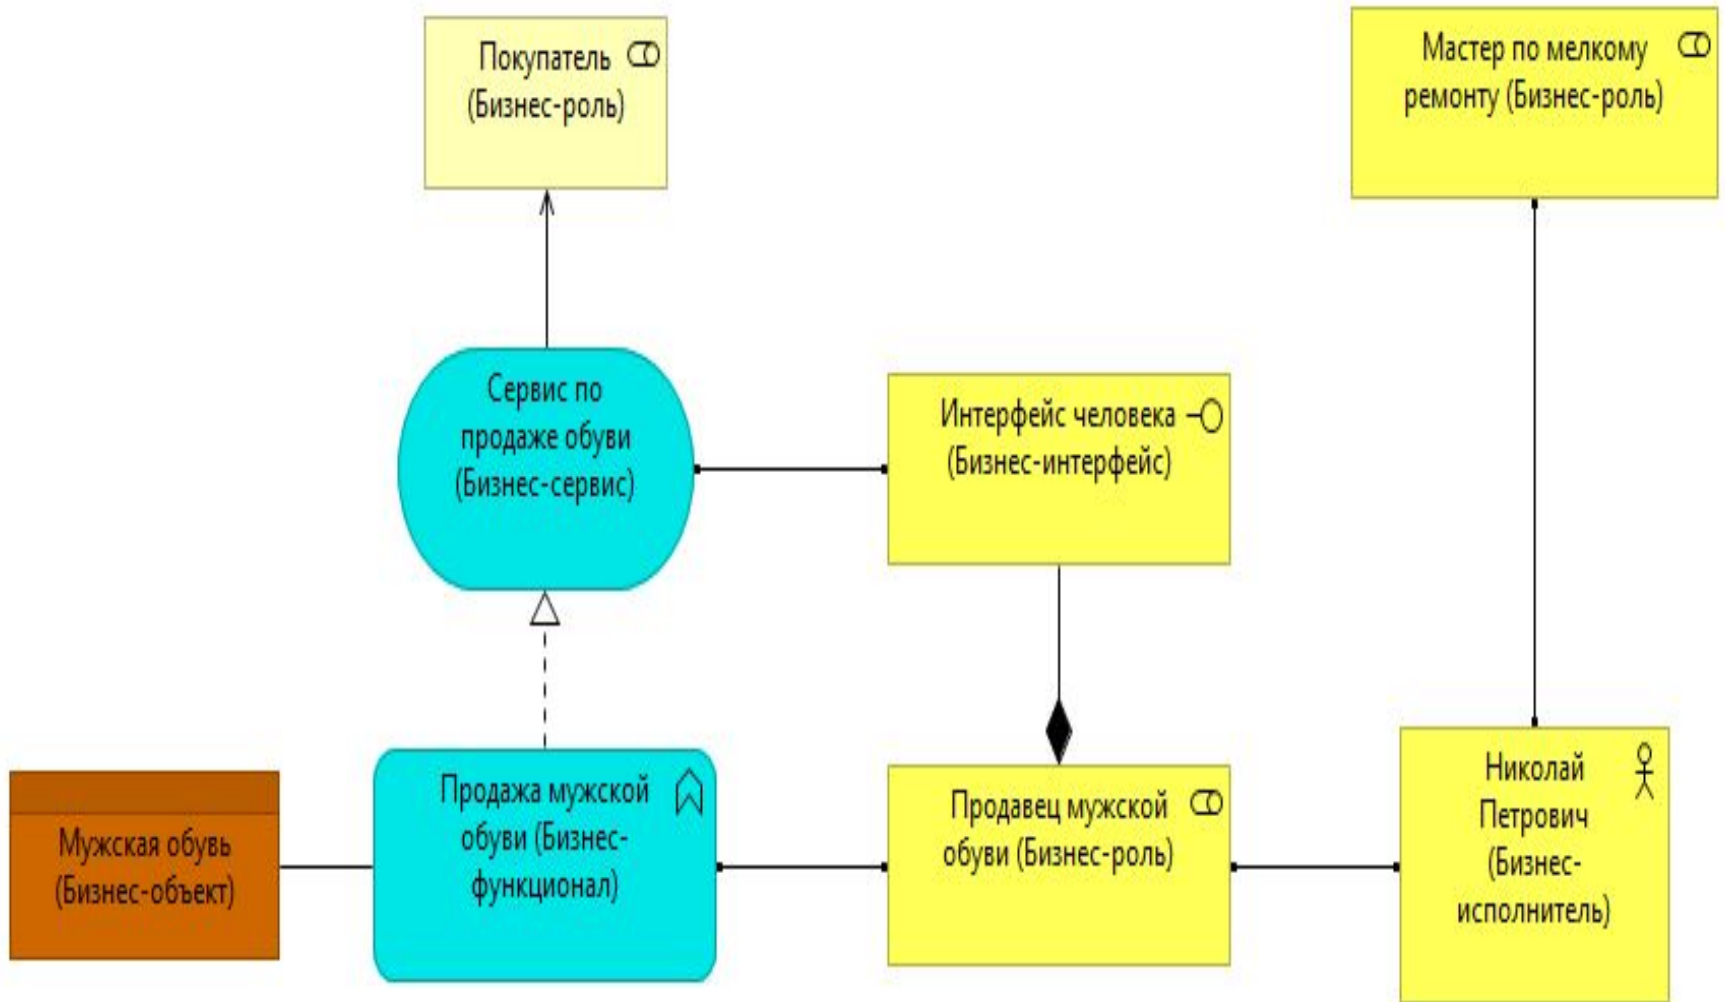 Покупатель
(Бизнес-роль)
Мастер по мелкому
ремонту (Бизнес-роль)
Сервис по
продаже обуви
(Бизнес-сервис)
Интерфейс человека
(Бизнес-интерфейс)
Мужская обувь
(Бизнес-объект)
Продажа мужской
обуви (Бизнес-
функционал)
Продавец мужской
обуви (Бизнес-роль)
Николай
Петрович
(Бизнес-
исполнитель)